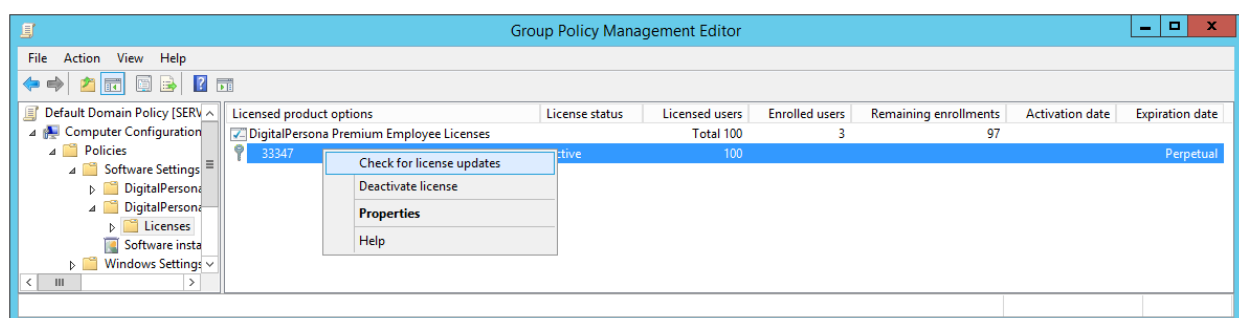 Group Policy Management Editor
File Action View Help
Default Domain Policy [SERV
Computer Configuration
Policies
Software Settings
DigitalPersona
DigitalPersona
Licenses
Software insta
Windows Settings
Licensed product options License status Licensed users Enrolled users Remaining enrollments Activation date Expiration date
DigitalPersona Premium Employee Licenses Total 100 3 97
33347 ctive 100 Perpetual
Check for license updates
Deactivate license
Properties
Help